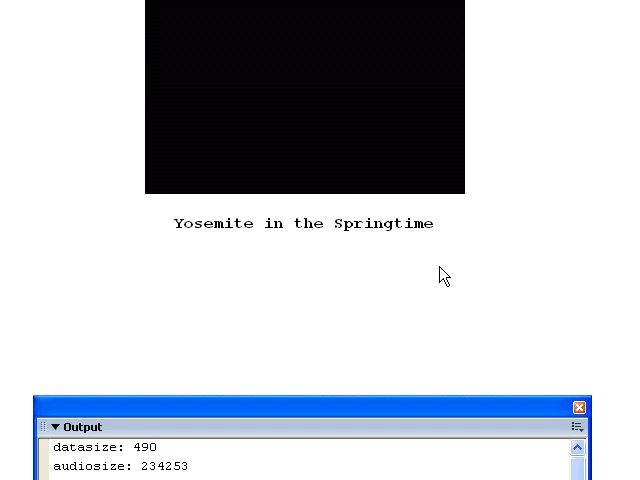 Yosemite in the Springtime
Output
datasize: 490
audiosize: 234253